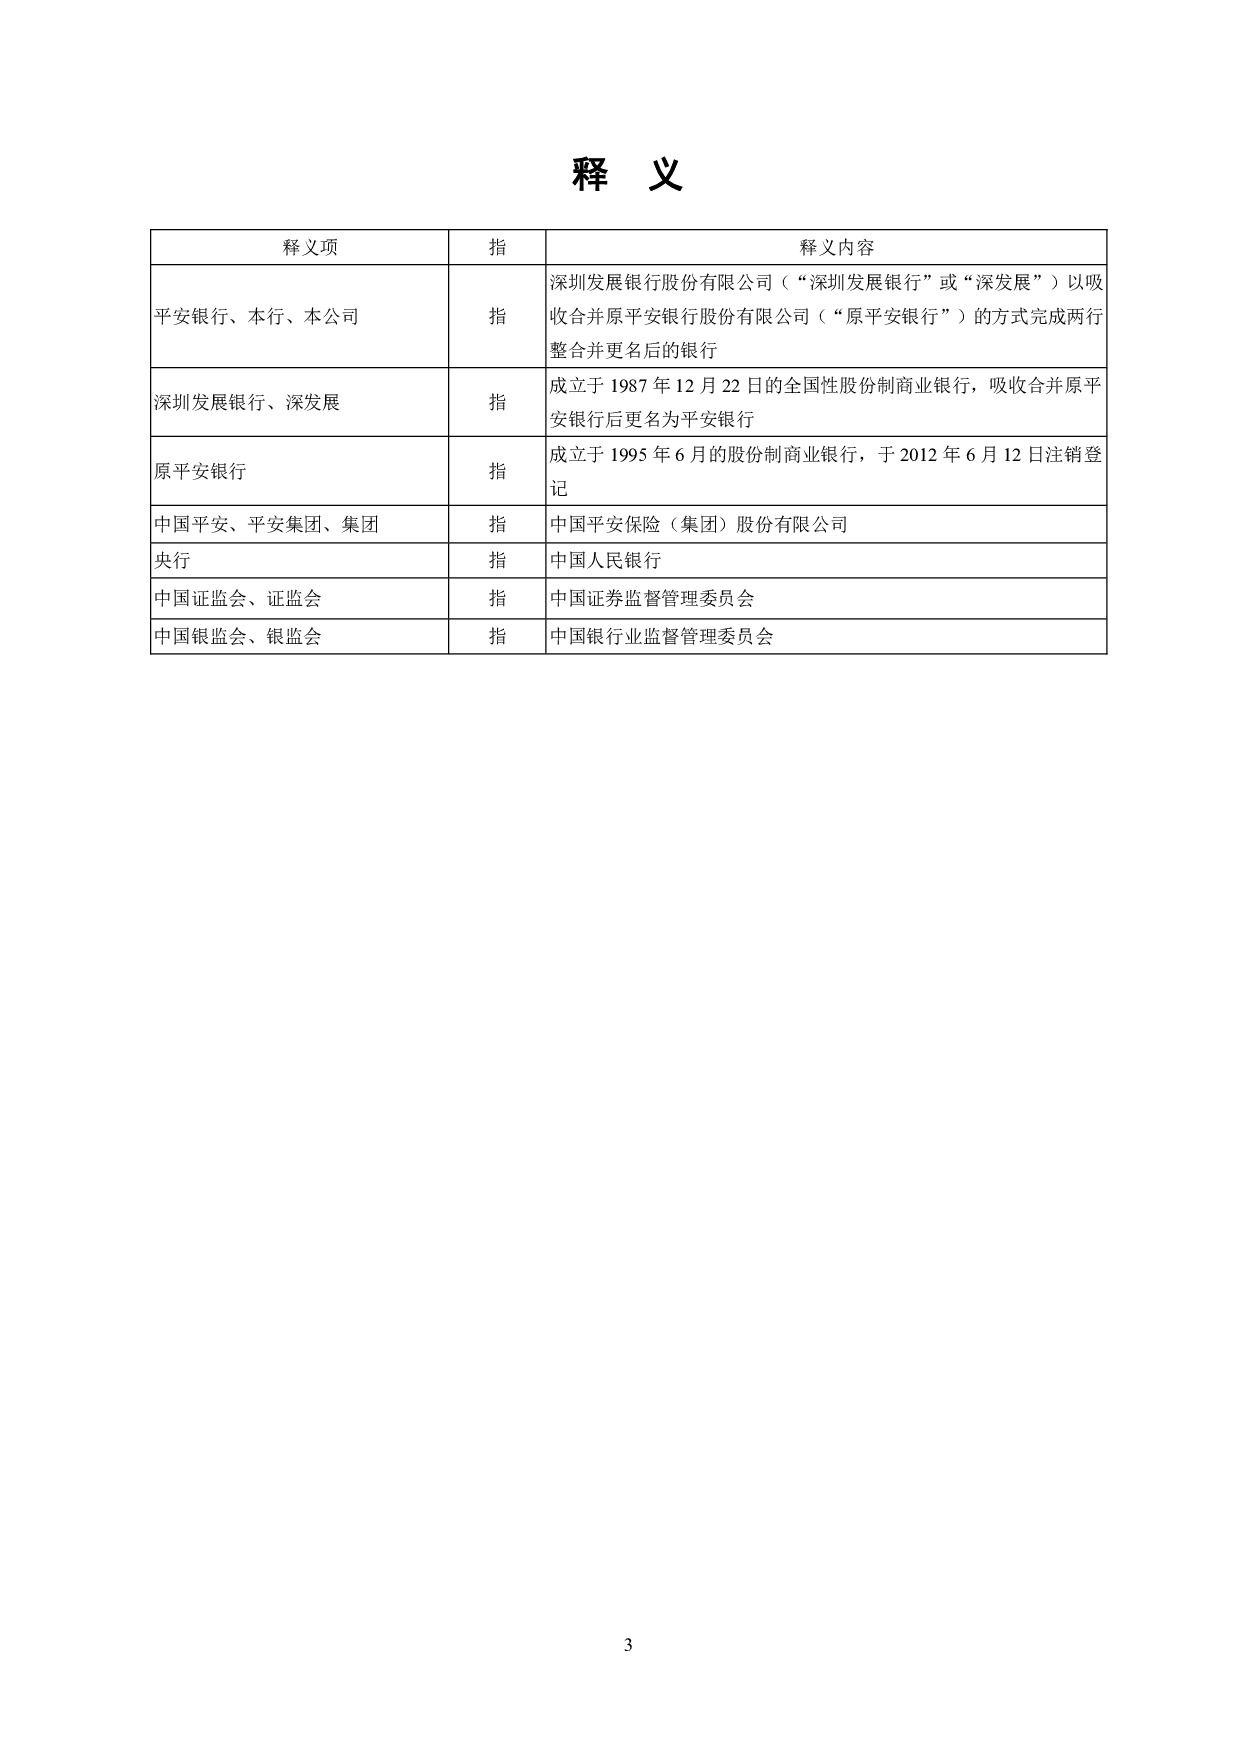 释 义
释义项 指 释义内容
平安银行、本行、本公司 指 深圳发展银行股份有限公司（“深圳发展银行”或“深发展”）以吸
收合并原平安银行股份有限公司（“原平安银行”）的方式完成两行
整合并更名后的银行
深圳发展银行、深发展 指 成立于 1987 年 12 月 22 日的全国性股份制商业银行，吸收合并原平
安银行后更名为平安银行
原平安银行 指 成立于 1995 年 6 月的股份制商业银行，于 2012 年 6 月 12 日注销登
记
中国平安、平安集团、集团 指 中国平安保险（集团）股份有限公司
央行 指 中国人民银行
中国证监会、证监会 指 中国证券监督管理委员会
中国银监会、银监会 指 中国银行业监督管理委员会
3